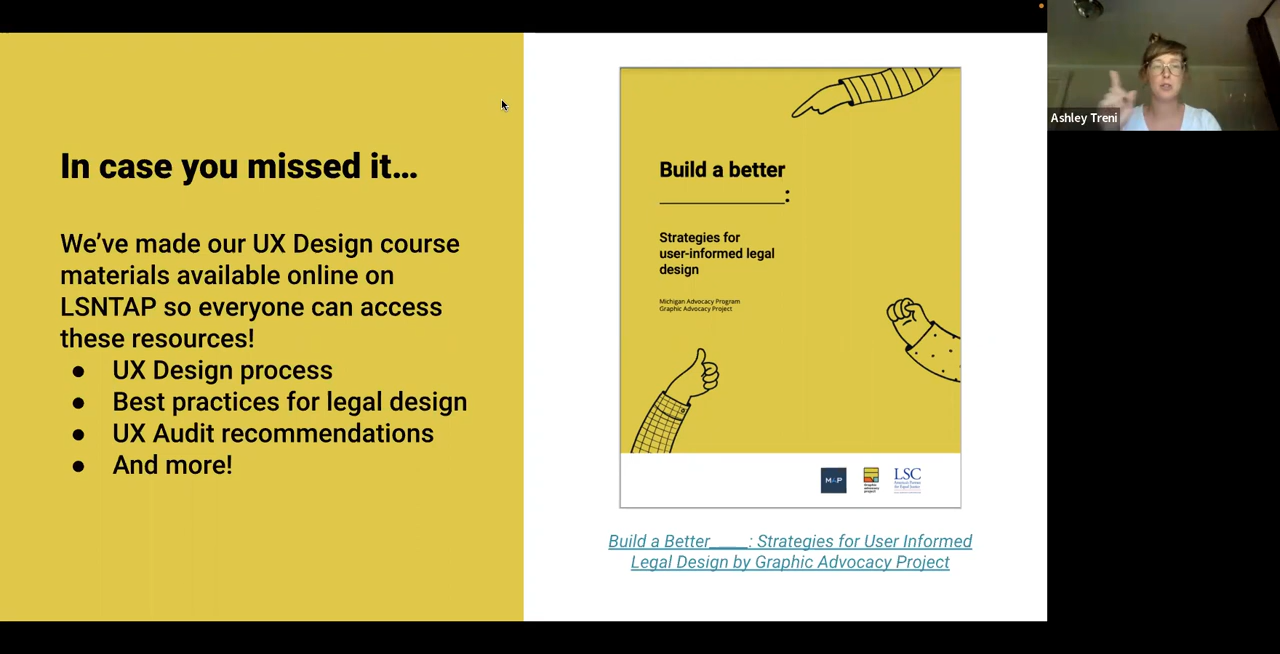 In case you missed it...
We've made our UX Design course
materials available online on
LSNTAP so everyone can access
these resources!
● UX Design process
● Best practices for legal design
● UX Audit recommendations
● And more!
Build a better
__________:
Strategies for
user-informed legal
design
Michigan Advocacy Program
Graphic Advocacy Project
MAP
LSC
Build a Better____: Strategies for User Informed
Legal Design by Graphic Advocacy Project
Ashley Treni